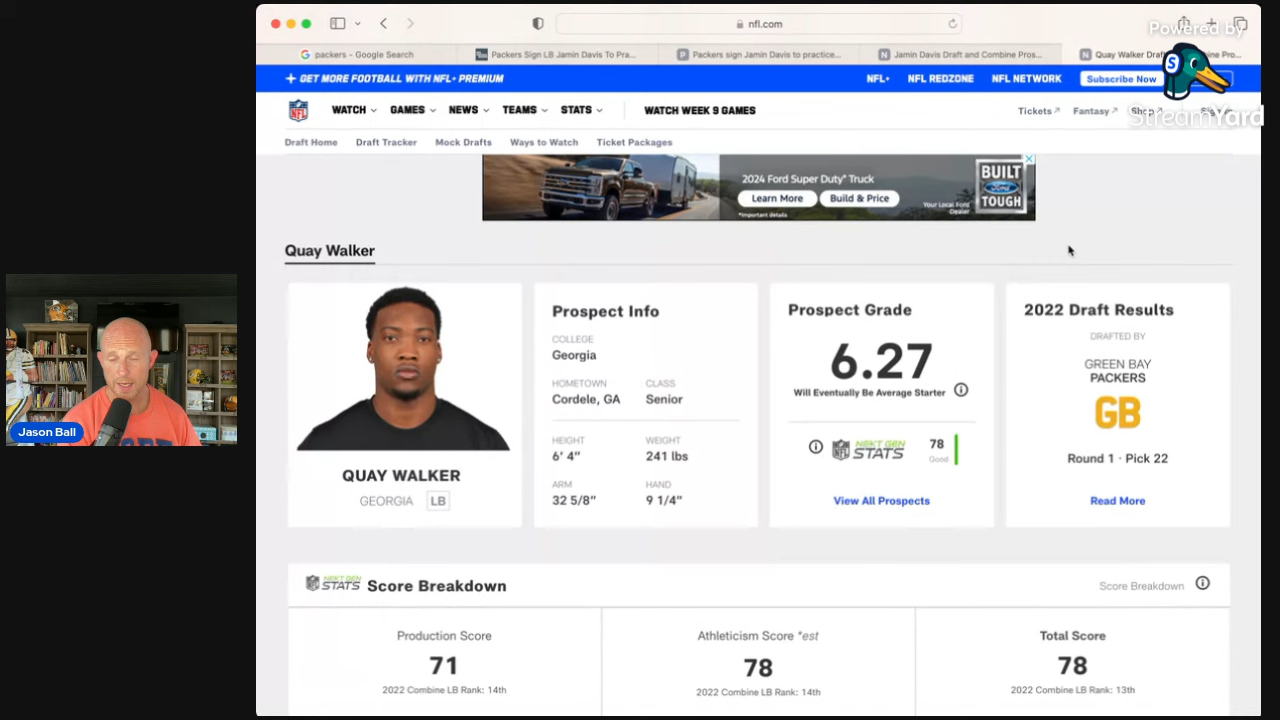 nfl.com
Powered by
StreamYard
packers - Google Search
Packers Sign LB Jamin Davis To Pra...
Packers sign Jamin Davis to practice...
Jamin Davis Draft and Combine Pros...
GET MORE FOOTBALL WITH NFL+ PREMIUM
NFL+
NFL REDZONE
NFL NETWORK
Subscribe Now
WATCH
GAMES
NEWS
TEAMS
STATS
WATCH WEEK 9 GAMES
Tickets
Fantasy
Shop
Draft Home
Draft Tracker
Mock Drafts
Ways to Watch
Ticket Packages
2024 Ford Super Duty® Truck
Learn More
Build & Price
*Important details
Your Local Ford
Dealer
BUILT
Ford
TOUGH
Quay Walker
QUAY WALKER
GEORGIA LB
Prospect Info
COLLEGE
Georgia
HOMETOWN
Cordele, GA
CLASS
Senior
HEIGHT
6' 4"
WEIGHT
241 lbs
ARM
32 5/8"
HAND
9 1/4"
Prospect Grade
6.27
Will Eventually Be Average Starter
NEXT GEN
STATS
78
Good
View All Prospects
2022 Draft Results
DRAFTED BY
GREEN BAY
PACKERS
GB
Round 1 · Pick 22
Read More
NEXT GEN
STATS
Score Breakdown
Score Breakdown
Production Score
71
2022 Combine LB Rank: 14th
Athleticism Score *est
78
2022 Combine LB Rank: 14th
Total Score
78
2022 Combine LB Rank: 13th
Jason Ball